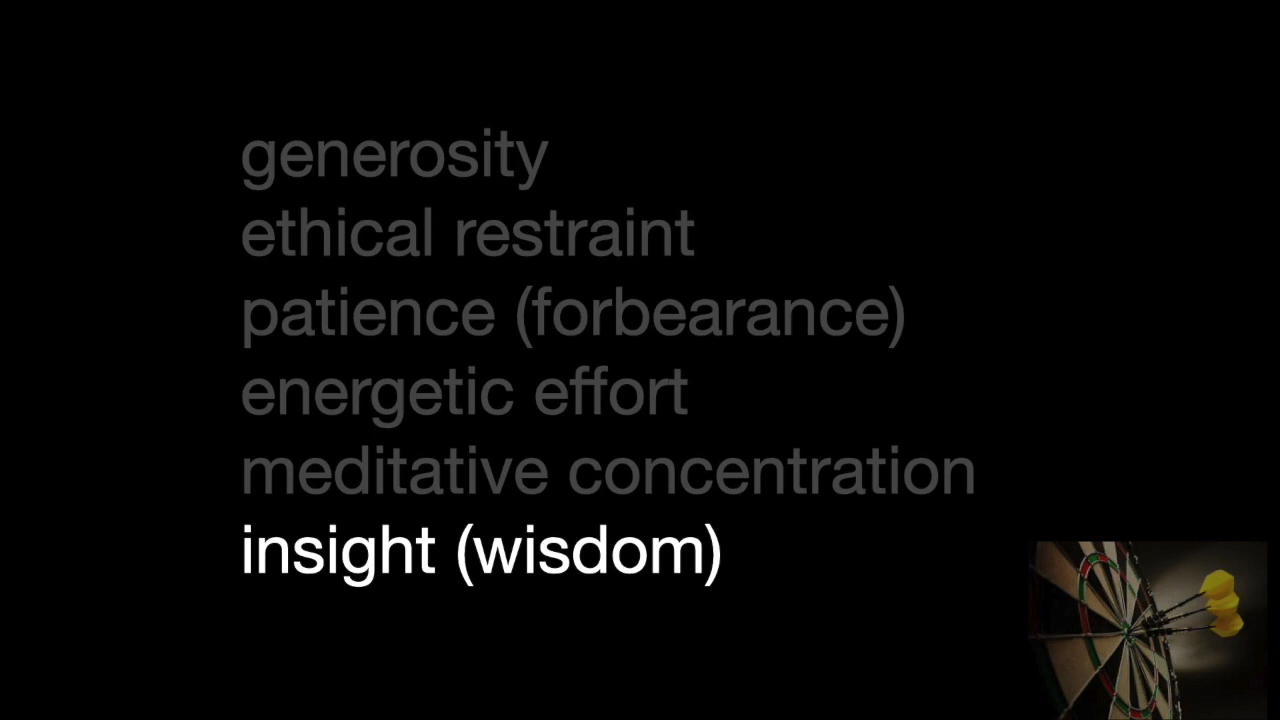 generosity
ethical restraint
patience (forbearance)
energetic effort
meditative concentration
insight (wisdom)